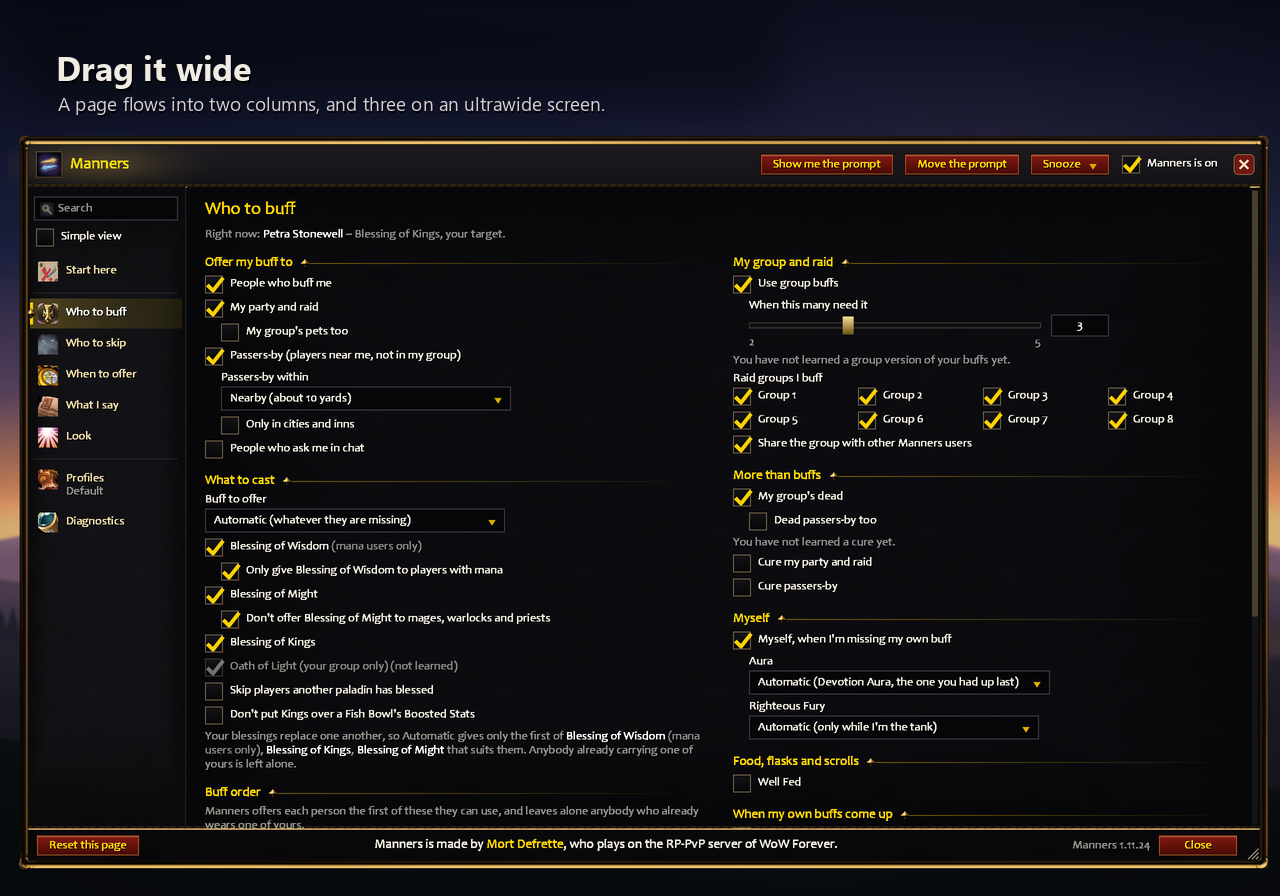 Drag it wide
A page flows into two columns, and three on an ultrawide screen.
Manners
Show me the prompt
Move the prompt
Snooze
Manners is on
Search
Simple view
Start here
Who to buff
Who to skip
When to offer
What I say
Look
Profiles
Default
Diagnostics
Who to buff
Right now: Petra Stonewell – Blessing of Kings, your target.
Offer my buff to
People who buff me
My party and raid
My group's pets too
Passers-by (players near me, not in my group)
Passers-by within
Nearby (about 10 yards)
Only in cities and inns
People who ask me in chat
What to cast
Buff to offer
Automatic (whatever they are missing)
Blessing of Wisdom (mana users only)
Only give Blessing of Wisdom to players with mana
Blessing of Might
Don't offer Blessing of Might to mages, warlocks and priests
Blessing of Kings
Oath of Light (your group only) (not learned)
Skip players another paladin has blessed
Don't put Kings over a Fish Bowl's Boosted Stats
Your blessings replace one another, so Automatic gives only the first of Blessing of Wisdom (mana
users only), Blessing of Kings, Blessing of Might that suits them. Anybody already carrying one of
yours is left alone.
Buff order
Manners offers each person the first of these they can use, and leaves alone anybody who already
wears one of yours.
My group and raid
Use group buffs
When this many need it
3
2
5
You have not learned a group version of your buffs yet.
Raid groups I buff
Group 1
Group 2
Group 3
Group 4
Group 5
Group 6
Group 7
Group 8
Share the group with other Manners users
More than buffs
My group's dead
Dead passers-by too
You have not learned a cure yet.
Cure my party and raid
Cure passers-by
Myself
Myself, when I'm missing my own buff
Aura
Automatic (Devotion Aura, the one you had up last)
Righteous Fury
Automatic (only while I'm the tank)
Food, flasks and scrolls
Well Fed
When my own buffs come up
Reset this page
Manners is made by Mort Defrette, who plays on the RP-PvP server of WoW Forever.
Manners 1.11.24
Close